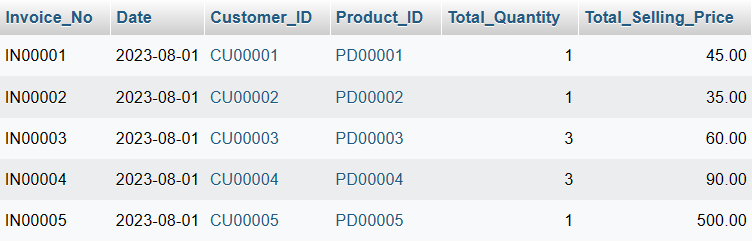 Invoice_No Date Customer_ID Product_ID Total_Quantity Total_Selling_Price
IN00001 2023-08-01 CU00001 PD00001 1 45.00
IN00002 2023-08-01 CU00002 PD00002 1 35.00
IN00003 2023-08-01 CU00003 PD00003 3 60.00
IN00004 2023-08-01 CU00004 PD00004 3 90.00
IN00005 2023-08-01 CU00005 PD00005 1 500.00